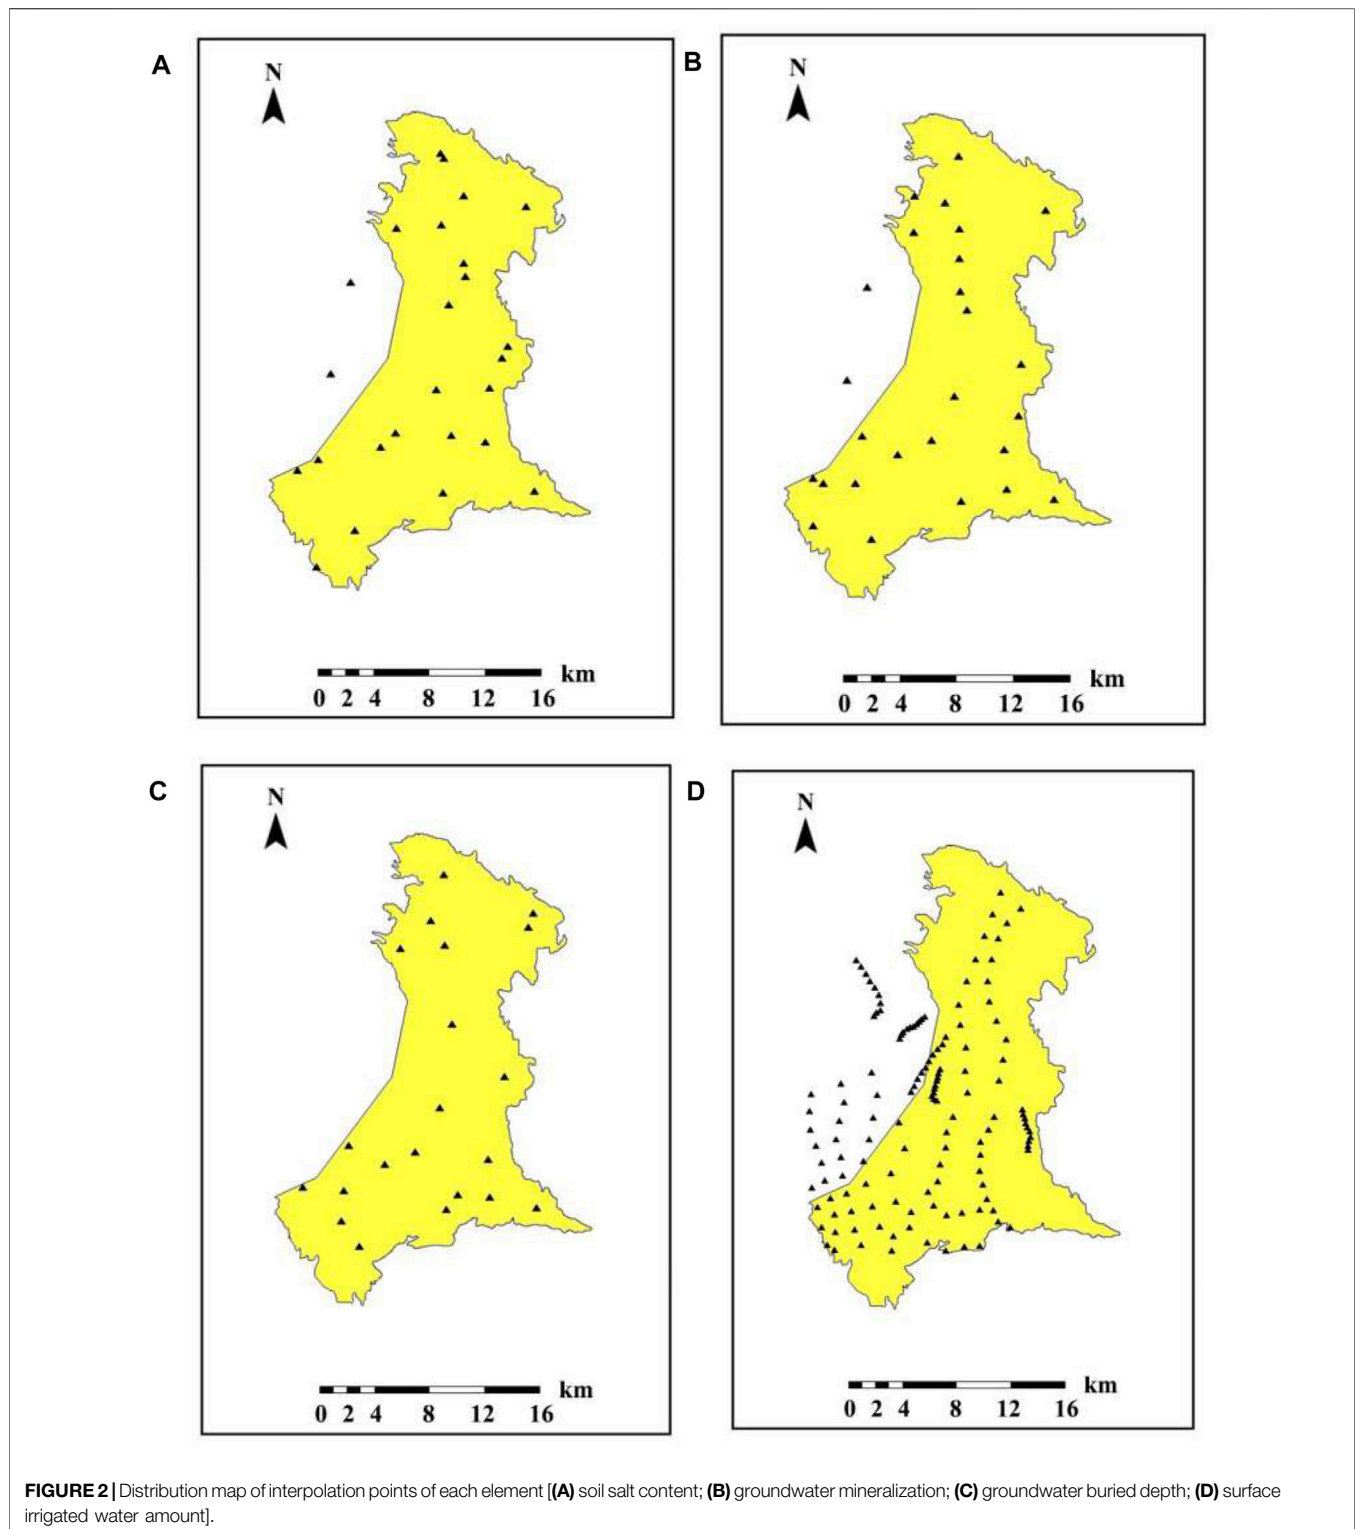 A
N
km
0 2 4 8 12 16
B
N
km
0 2 4 8 12 16
C
N
km
0 2 4 8 12 16
D
N
km
0 2 4 8 12 16
FIGURE 2 | Distribution map of interpolation points of each element [(A) soil salt content; (B) groundwater mineralization; (C) groundwater buried depth; (D) surface
irrigated water amount].